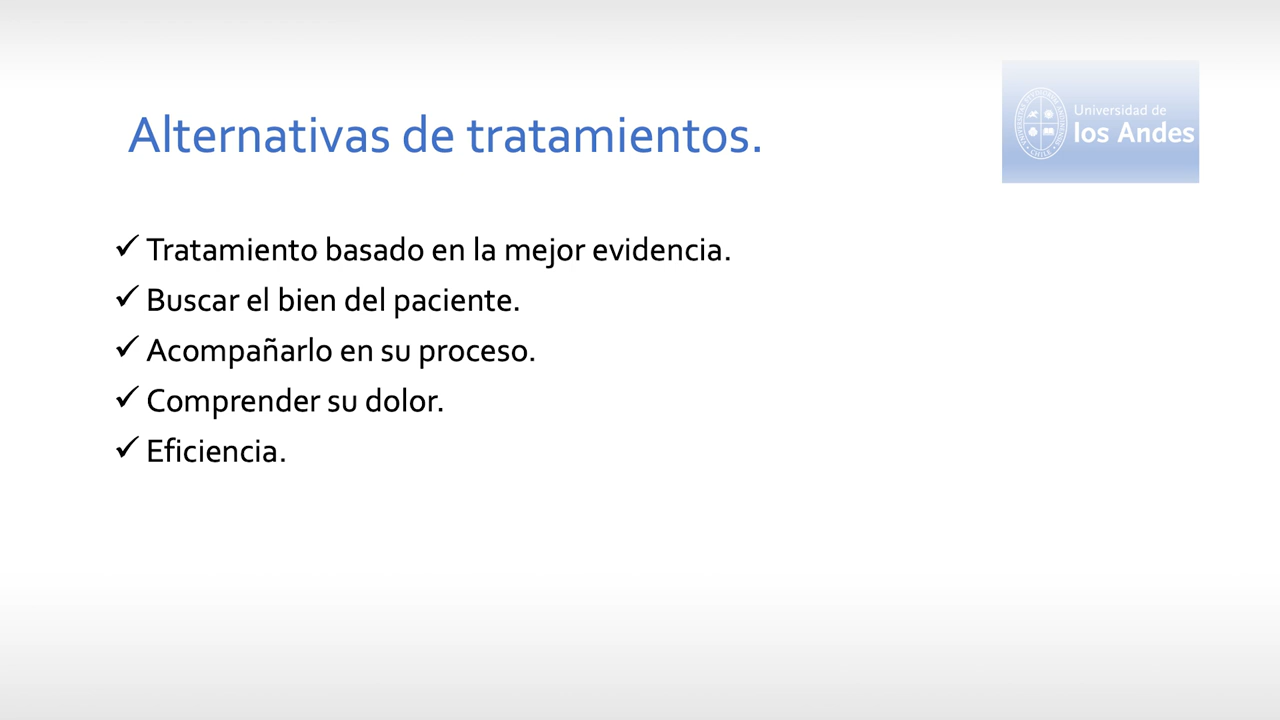 Alternativas de tratamientos.
Universidad de
los Andes
CHILE
✓ Tratamiento basado en la mejor evidencia.
✓ Buscar el bien del paciente.
✓ Acompañarlo en su proceso.
✓ Comprender su dolor.
✓ Eficiencia.